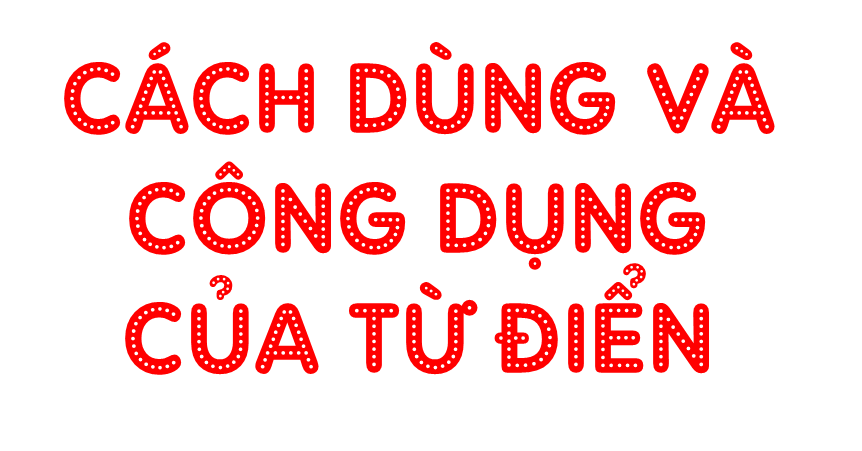 CÁCH DÙNG VÀ
CÔNG DỤNG
CỦA TỪ ĐIỂN